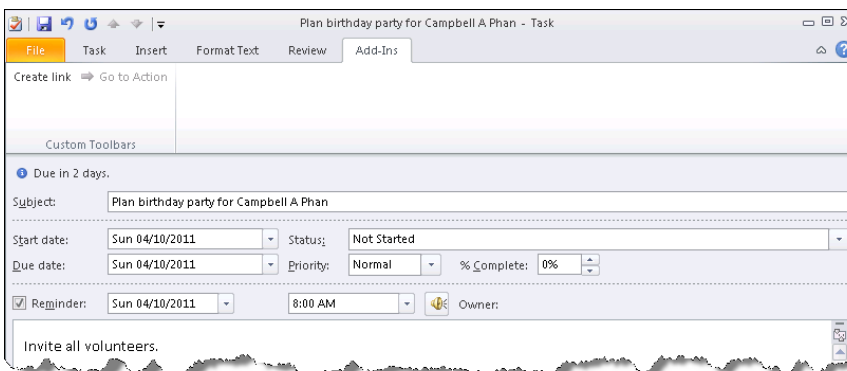 Plan birthday party for Campbell A Phan - Task
File Task Insert Format Text Review Add-Ins
Create link Go to Action
Custom Toolbars
Due in 2 days.
Subject: Plan birthday party for Campbell A Phan
Start date: Sun 04/10/2011 Status: Not Started
Due date: Sun 04/10/2011 Priority: Normal % Complete: 0%
Reminder: Sun 04/10/2011 8:00 AM Owner:
Invite all volunteers.